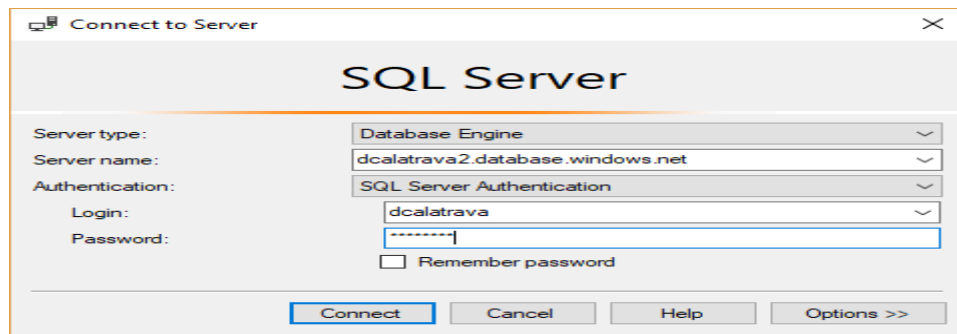 Connect to Server
SQL Server
Server type: Database Engine
Server name: dcalatrava2.database.windows.net
Authentication: SQL Server Authentication
Login: dcalatrava
Password: ********
Remember password
Connect Cancel Help Options >>